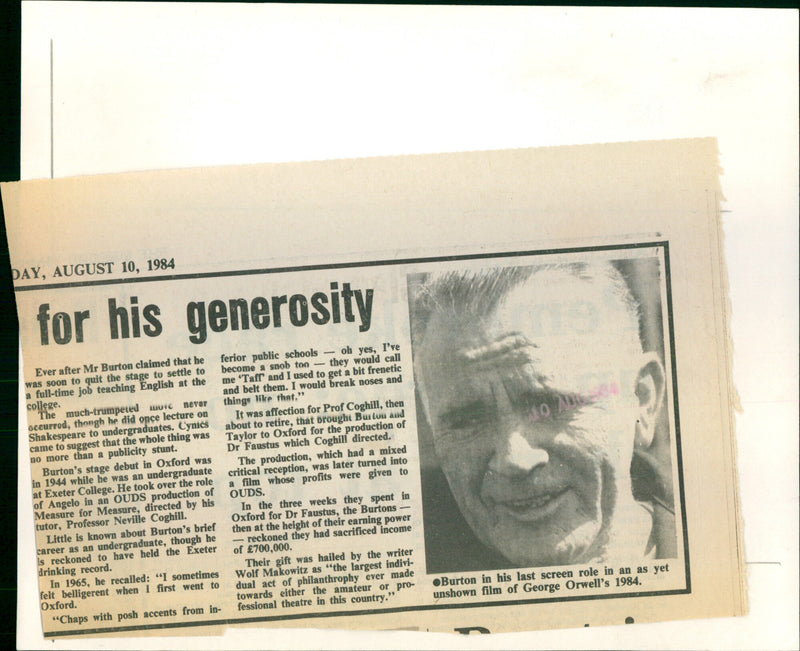 DAY, AUGUST 10, 1984
for his generosity
Ever after Mr Burton claimed that he
was soon to quit the stage to settle to
a full-time job teaching English at the
college.
The much-trumpeted move never
occurred, though he did once lecture on
Shakespeare to undergraduates. Cynics
came to suggest that the whole thing was
no more than a publicity stunt.
Burton's stage debut in Oxford was
in 1944 while he was an undergraduate
at Exeter College. He took over the role
of Angelo in an OUDS production of
Measure for Measure, directed by his
tutor, Professor Neville Coghill.
Little is known about Burton's brief
career as an undergraduate, though he
is reckoned to have held the Exeter
drinking record.
In 1965, he recalled: "I sometimes
felt belligerent when I first went to
Oxford.
"Chaps with posh accents from in-
ferior public schools — oh yes, I've
become a snob too — they would call
me 'Taff' and I used to get a bit frenetic
and belt them. I would break noses and
things like that."
It was affection for Prof Coghill, then
about to retire, that brought Burton and
Taylor to Oxford for the production of
Dr Faustus which Coghill directed.
The production, which had a mixed
critical reception, was later turned into
a film whose profits were given to
OUDS.
In the three weeks they spent in
Oxford for Dr Faustus, the Burtons —
then at the height of their earning power
— reckoned they had sacrificed income
of £700,000.
Their gift was hailed by the writer
Wolf Makowitz as "the largest indivi-
dual act of philanthropy ever made
towards either the amateur or pro-
fessional theatre in this country."
10 AUG 84
●Burton in his last screen role in an as yet
unshown film of George Orwell's 1984.